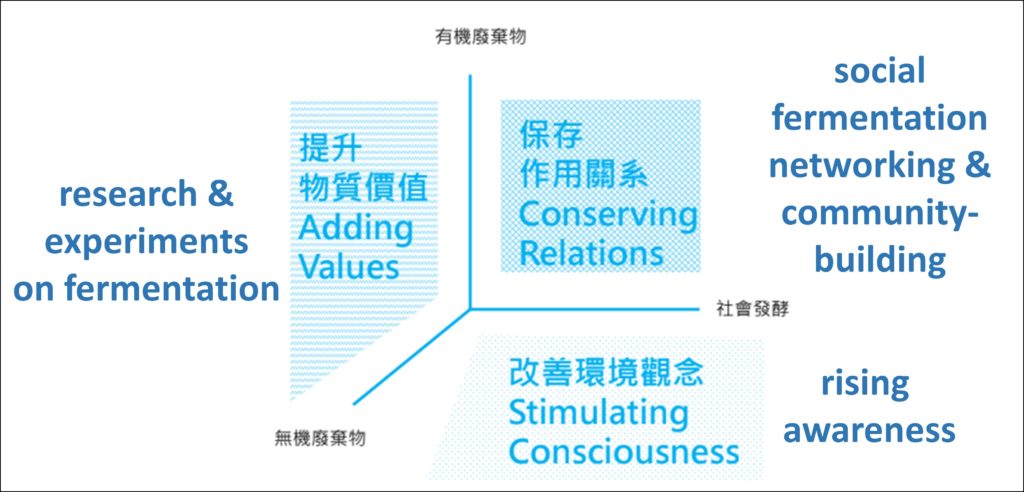 有機廢棄物
research &
experiments
on fermentation
提升
物質價值
Adding
Values
保存
作用關系
Conserving
Relations
social
fermentation
networking &
community-
building
社會發酵
無機廢棄物
改善環境觀念
Stimulating
Consciousness
rising
awareness